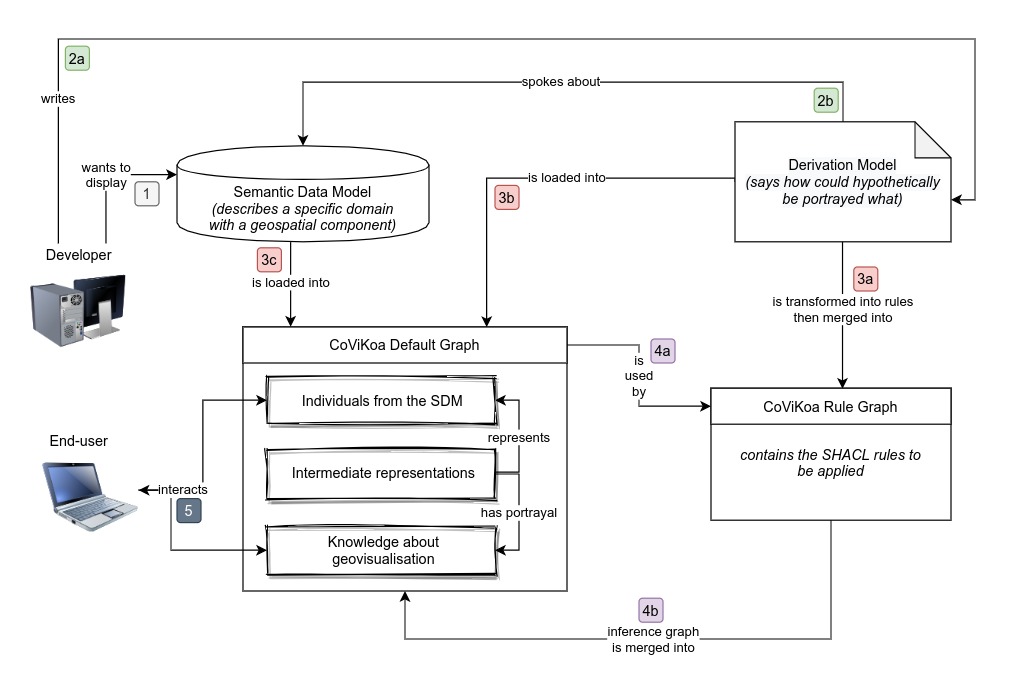 2a
writes
spokes about
2b
wants to
display
1
Semantic Data Model
(describes a specific domain
with a geospatial component)
Derivation Model
(says how could hypothetically
be portrayed what)
is loaded into
3b
Developer
3c
is loaded into
3a
is transformed into rules
then merged into
CoViKoa Default Graph
4a
is
used
by
Individuals from the SDM
represents
Intermediate representations
has portrayal
Knowledge about
geovisualisation
CoViKoa Rule Graph
contains the SHACL rules to
be applied
End-user
interacts
5
4b
inference graph
is merged into